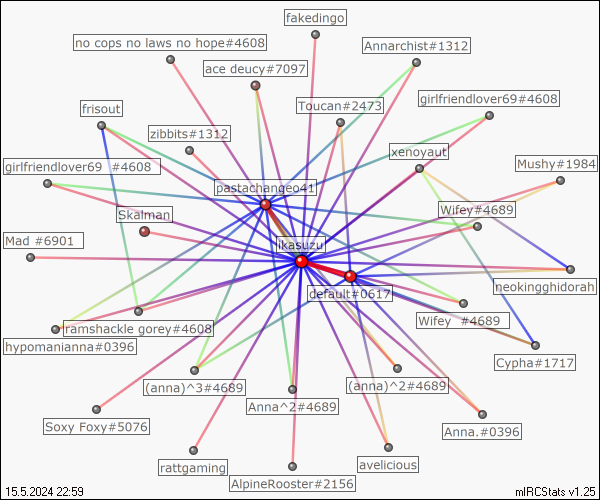 fakedingo
no cops no laws no hope#4608
Annarchist#1312
ace deucy#7097
girlfriendlover69#4608
Toucan#2473
frisout
zibbits#1312
xenoyaut
girlfriendlover69  #4608
Mushy#1984
pastachangeo41
Wifey#4689
Skalman
Mad #6901
ikasuzu
neokingghidorah
default#0617
Wifey  #4689
ramshackle gorey#4608
hypomanianna#0396
Cypha#1717
(anna)^3#4689
(anna)^2#4689
Anna^2#4689
Soxy Foxy#5076
Anna.#0396
rattgaming
avelicious
AlpineRooster#2156
15.5.2024 22:59
mIRCStats v1.25